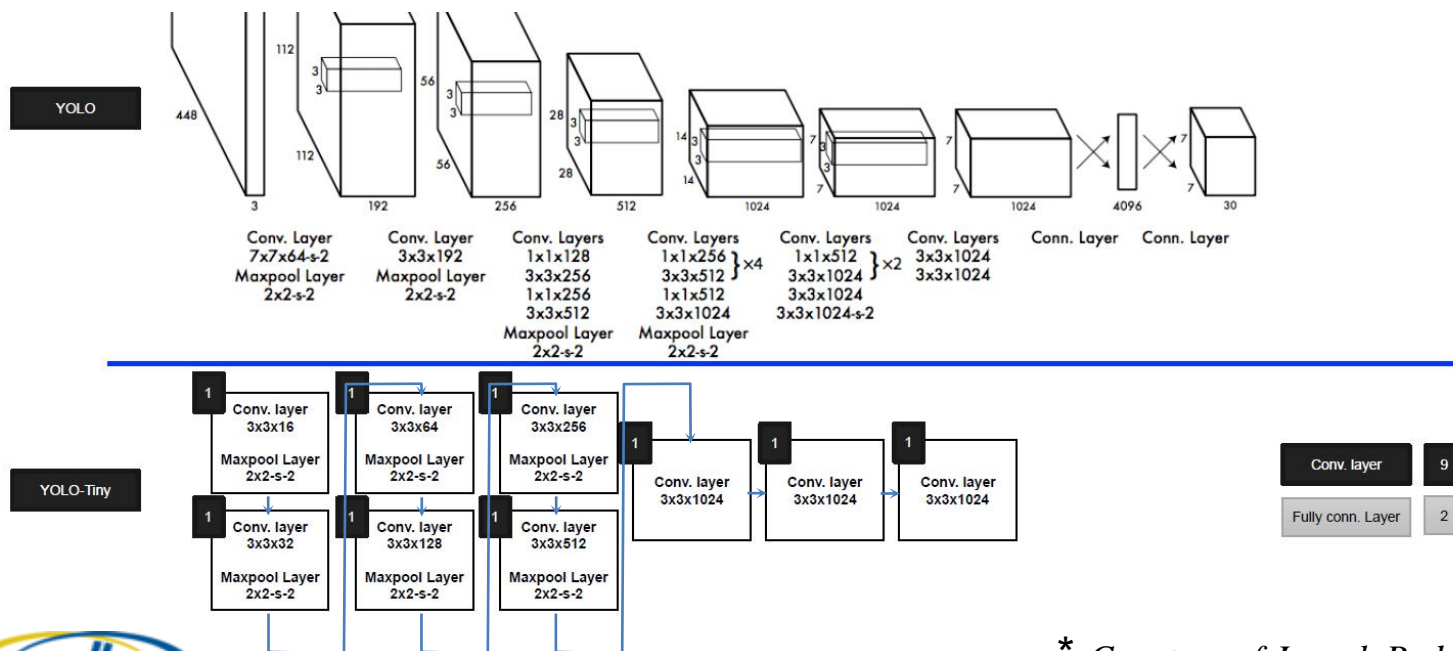 YOLO
448
3
112
3
3
112
192
56
3
3
56
256
28
3
3
28
512
14
3
3
14
1024
7
3
3
7
1024
7
7
1024
4096
7
7
30
Conv. Layer
7x7x64-s-2
Maxpool Layer
2x2-s-2
Conv. Layer
3x3x192
Maxpool Layer
2x2-s-2
Conv. Layers
1x1x128
3x3x256
1x1x256
3x3x512
Maxpool Layer
2x2-s-2
Conv. Layers
1x1x256
3x3x512
}×4
1x1x512
3x3x1024
Maxpool Layer
2x2-s-2
Conv. Layers
1x1x512
3x3x1024
}×2
3x3x1024
3x3x1024-s-2
Conv. Layers
3x3x1024
3x3x1024
Conn. Layer
Conn. Layer
YOLO-Tiny
1
Conv. layer
3x3x16
Maxpool Layer
2x2-s-2
1
Conv. layer
3x3x32
Maxpool Layer
2x2-s-2
1
Conv. layer
3x3x64
Maxpool Layer
2x2-s-2
1
Conv. layer
3x3x128
Maxpool Layer
2x2-s-2
1
Conv. layer
3x3x256
Maxpool Layer
2x2-s-2
1
Conv. layer
3x3x512
Maxpool Layer
2x2-s-2
1
Conv. layer
3x3x1024
1
Conv. layer
3x3x1024
1
Conv. layer
3x3x1024
Conv. layer 9
Fully conn. Layer 2
*